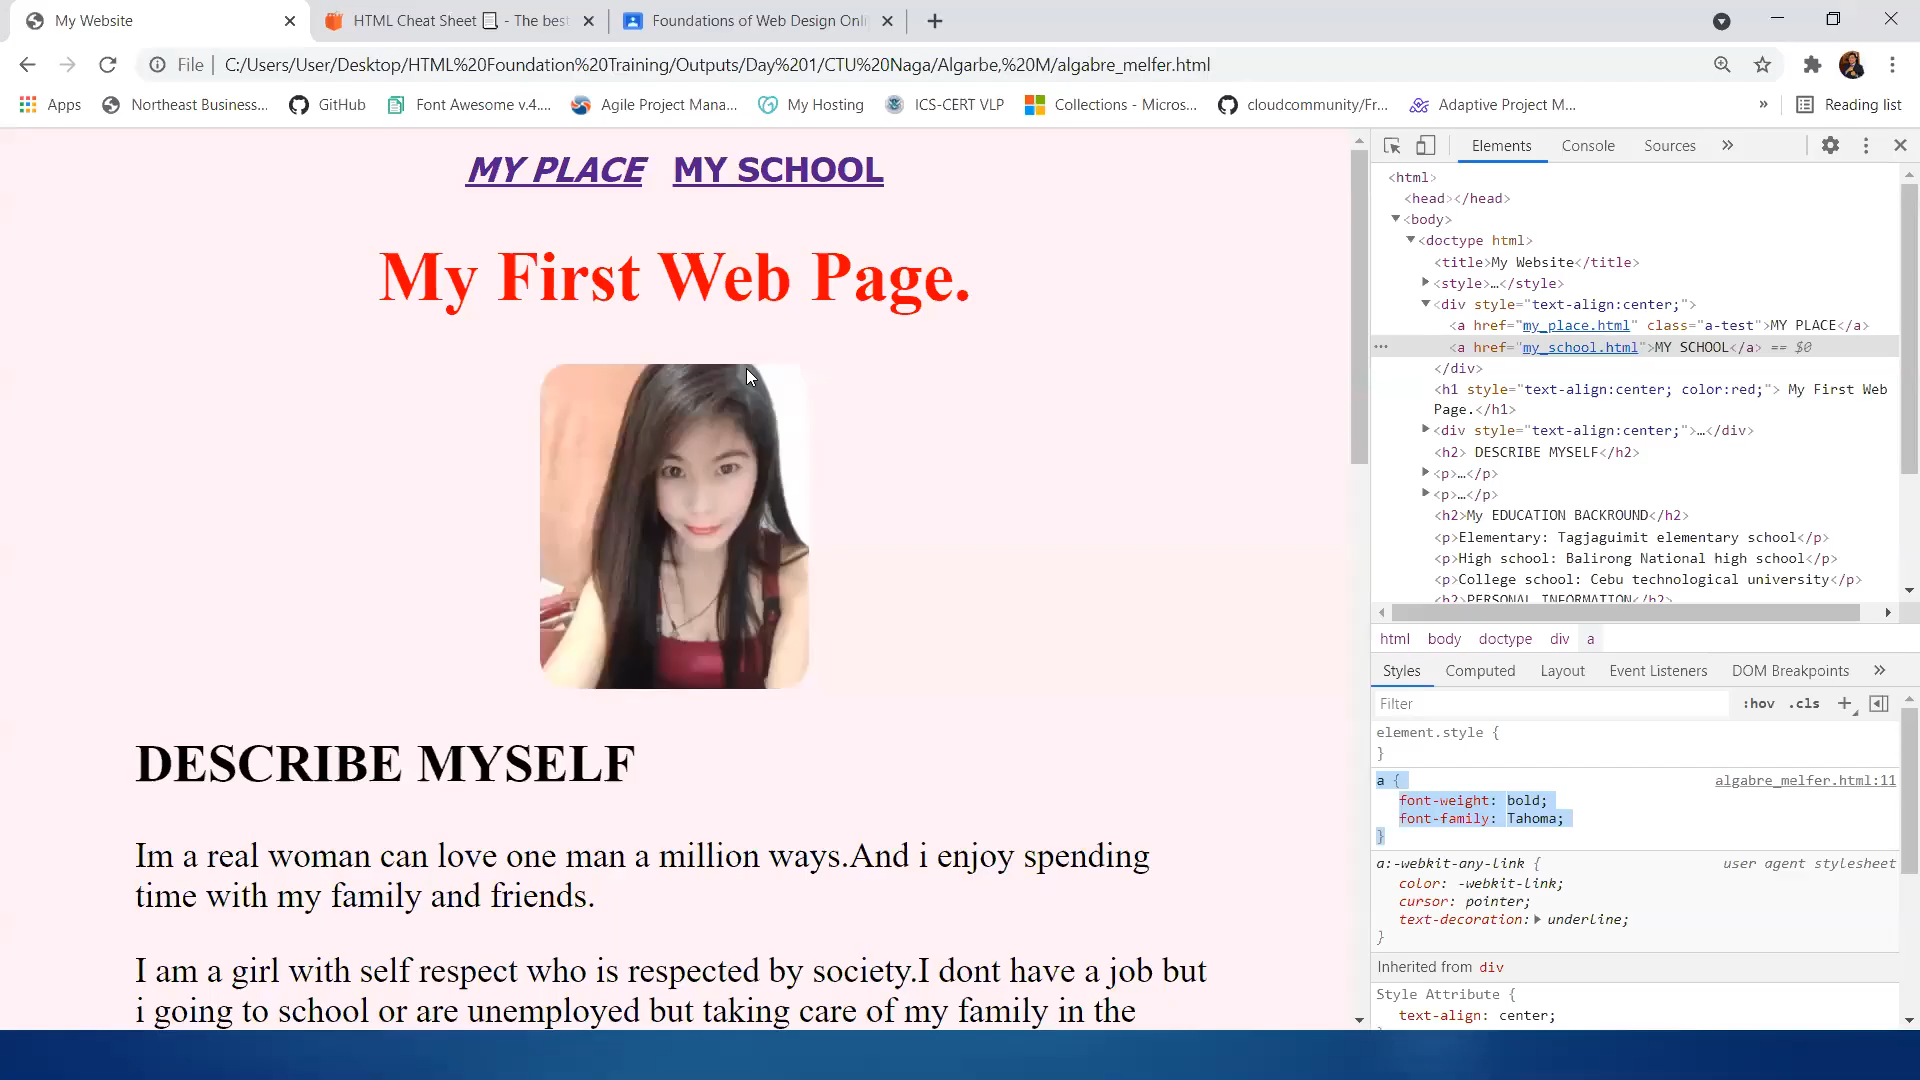 My Website
HTML Cheat Sheet - The best
Foundations of Web Design Onli
File C:/Users/User/Desktop/HTML%20Foundation%20Training/Outputs/Day%201/CTU%20Naga/Algarbe,%20M/algabre_melfer.html
Apps Northeast Business... GitHub Font Awesome v.4.... Agile Project Mana... My Hosting ICS-CERT VLP Collections - Micros... cloudcommunity/Fr... Adaptive Project M... » Reading list
MY PLACE MY SCHOOL
My First Web Page.
DESCRIBE MYSELF
Im a real woman can love one man a million ways.And i enjoy spending
time with my family and friends.
I am a girl with self respect who is respected by society.I dont have a job but
i going to school or are unemployed but taking care of my family in the
Elements Console Sources »
<html>
<head></head>
<body>
<doctype html>
<title>My Website</title>
<style>…</style>
<div style="text-align:center;">
<a href="my_place.html" class="a-test">MY PLACE</a>
<a href="my_school.html">MY SCHOOL</a> == $0
</div>
<h1 style="text-align:center; color:red;"> My First Web
Page.</h1>
<div style="text-align:center;">…</div>
<h2> DESCRIBE MYSELF</h2>
<p>…</p>
<p>…</p>
<h2>My EDUCATION BACKROUND</h2>
<p>Elementary: Tagjaguimit elementary school</p>
<p>High school: Balirong National high school</p>
<p>College school: Cebu technological university</p>
<h2>PERSONAL INFORMATION</h2>
html body doctype div a
Styles Computed Layout Event Listeners DOM Breakpoints »
Filter :hov .cls +
element.style {
}
a { algabre_melfer.html:11
font-weight: bold;
font-family: Tahoma;
}
a:-webkit-any-link { user agent stylesheet
color: -webkit-link;
cursor: pointer;
text-decoration: underline;
}
Inherited from div
Style Attribute {
text-align: center;